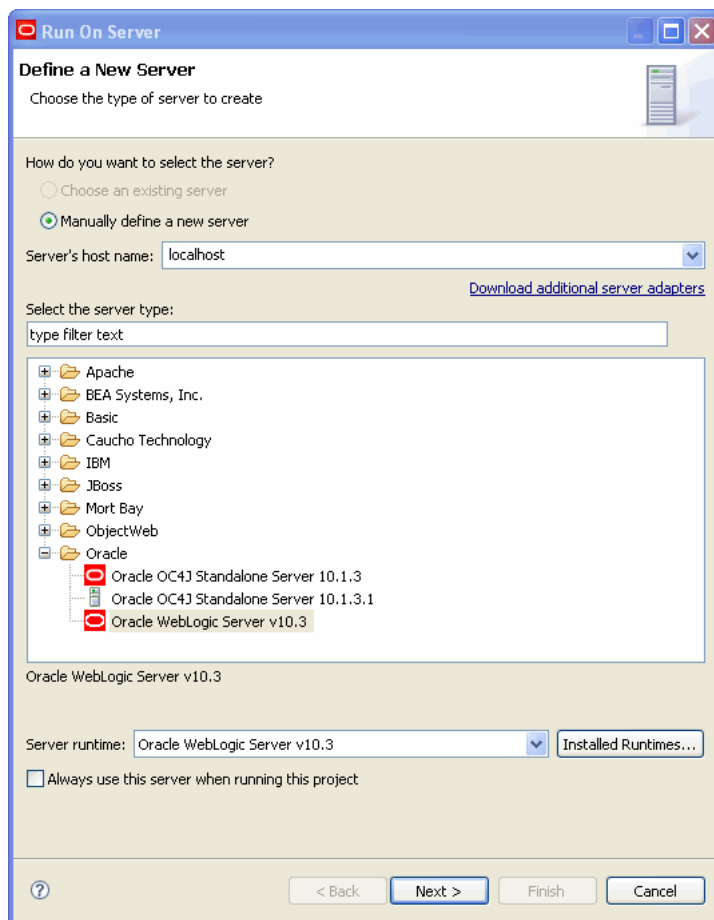 Run On Server
Define a New Server
Choose the type of server to create
How do you want to select the server?
Choose an existing server
Manually define a new server
Server's host name: localhost
Download additional server adapters
Select the server type:
type filter text
Apache
BEA Systems, Inc.
Basic
Caucho Technology
IBM
JBoss
Mort Bay
ObjectWeb
Oracle
Oracle OC4J Standalone Server 10.1.3
Oracle OC4J Standalone Server 10.1.3.1
Oracle WebLogic Server v10.3
Oracle WebLogic Server v10.3
Server runtime: Oracle WebLogic Server v10.3 Installed Runtimes...
Always use this server when running this project
? < Back Next > Finish Cancel